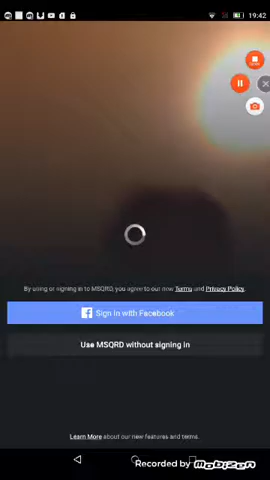 19:42
By using or signing in to MSQRD, you agree to our new Terms and Privacy Policy.
Sign in with Facebook
Use MSQRD without signing in
Learn More about our new features and terms.
Recorded by mobizen